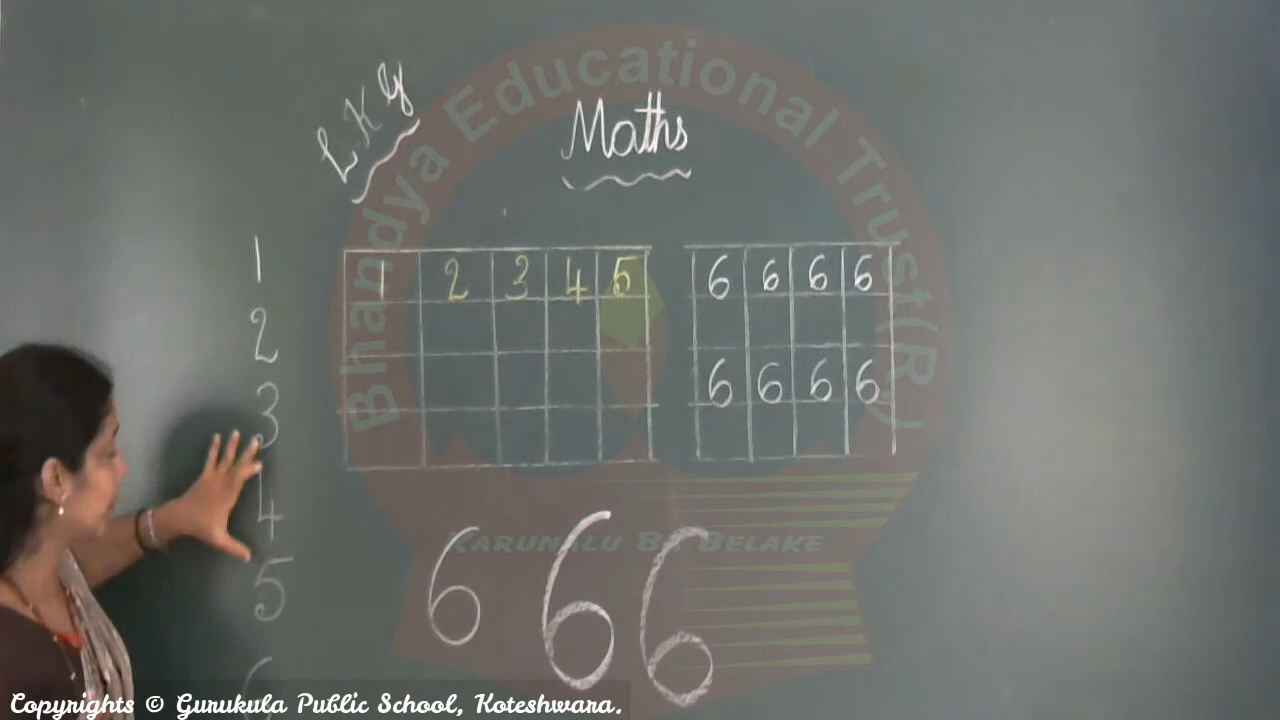 LKG
Maths
Bhandya Educational Trust(R.)
1
2
3
4
5
6
1 2 3 4 5
6 6 6 6
6 6 6 6
6 6 6
KARUNALU BA BELAKE
Copyrights © Gurukula Public School, Koteshwara.